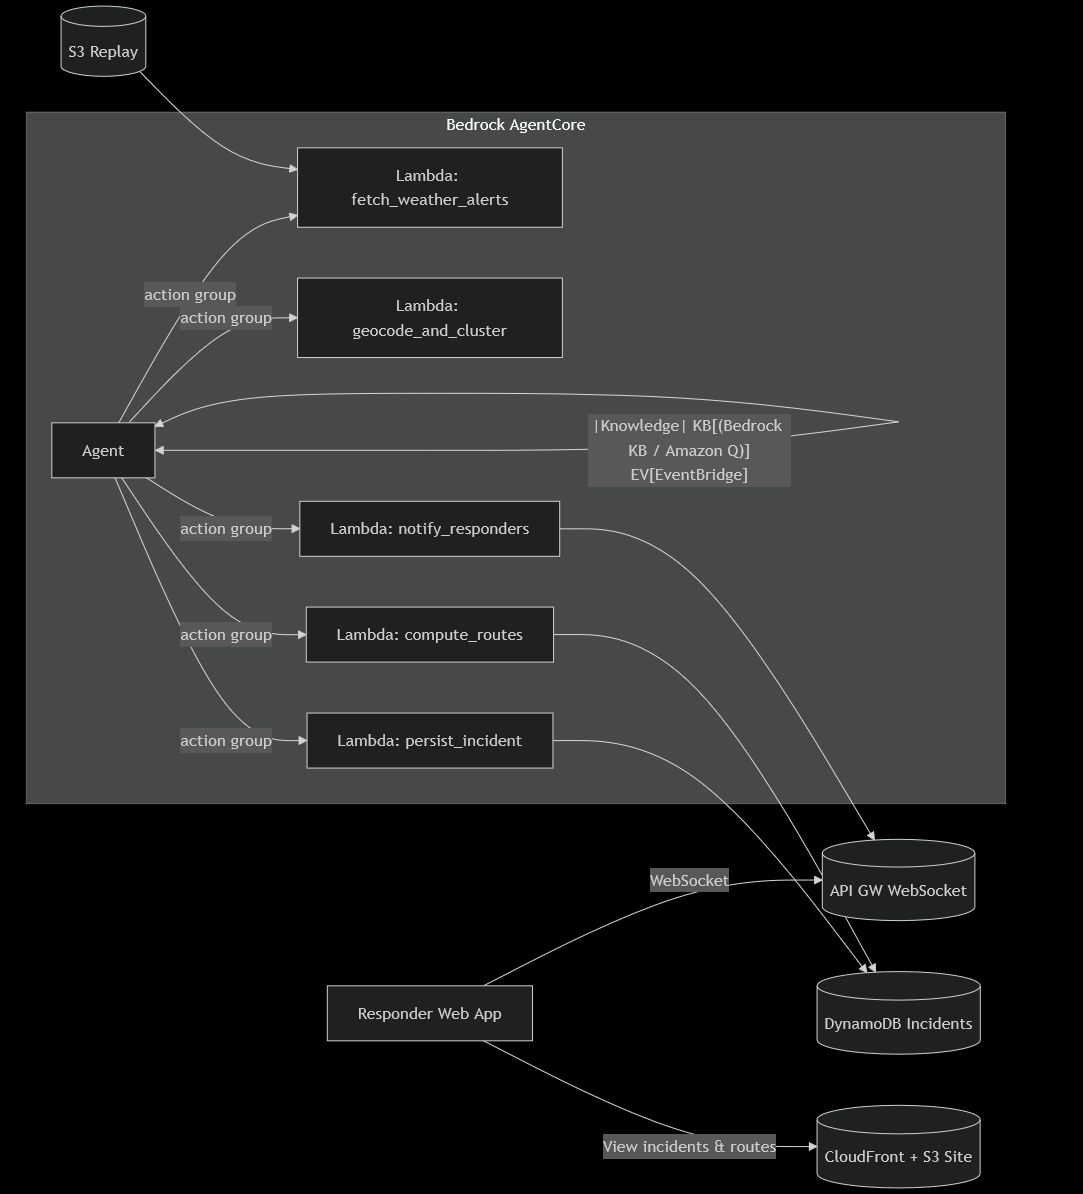 S3 Replay
Bedrock AgentCore
Lambda:
fetch_weather_alerts
action group
Lambda:
geocode_and_cluster
action group
Agent
|Knowledge| KB[(Bedrock
KB / Amazon Q)]
EV[EventBridge]
action group
Lambda: notify_responders
action group
Lambda: compute_routes
action group
Lambda: persist_incident
WebSocket
API GW WebSocket
Responder Web App
DynamoDB Incidents
View incidents & routes
CloudFront + S3 Site